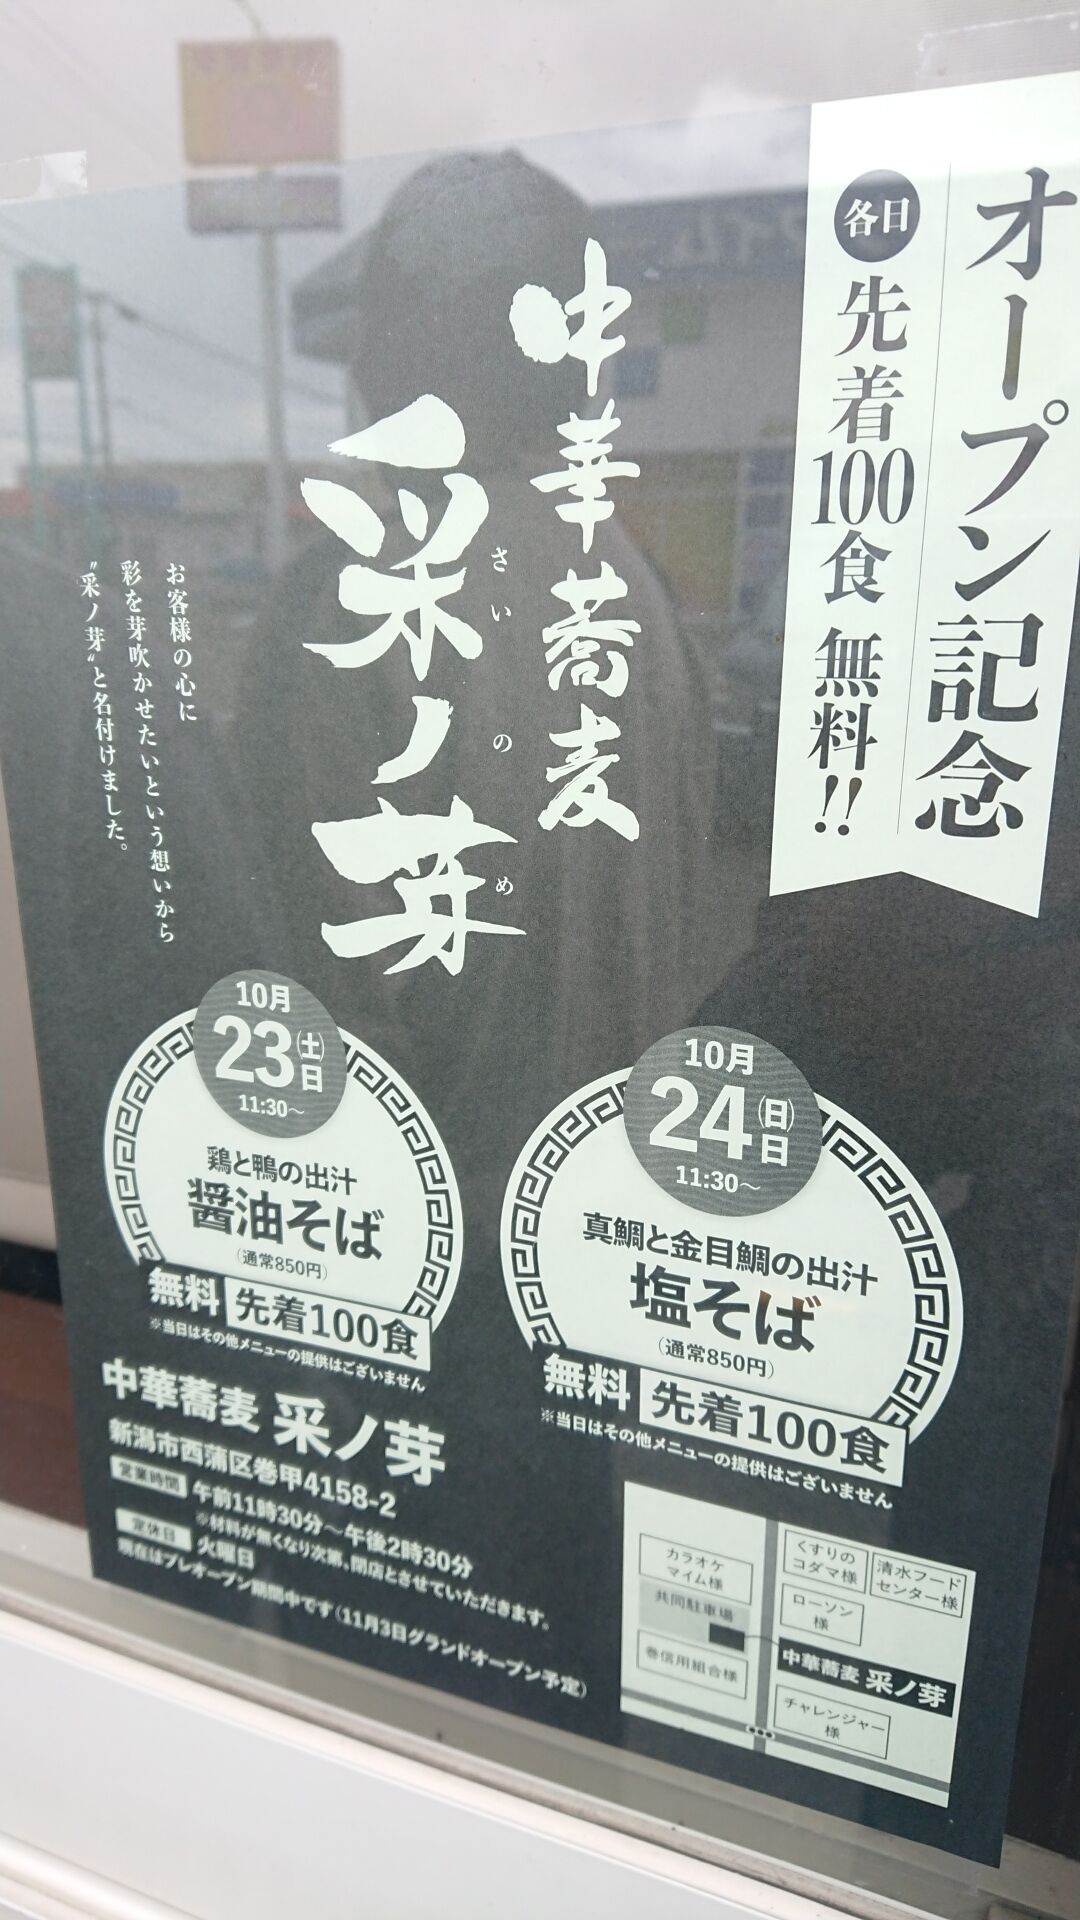 オープン記念
各日 先着100食 無料!!
中華蕎麦
采ノ芽
さいのめ
お客様の心に
彩を芽吹かせたいという想いから
〝采ノ芽〟と名付けました。
10月
23日(土)
11:30～
鶏と鴨の出汁
醤油そば
(通常850円)
無料 先着100食
※当日はその他メニューの提供はございません
10月
24日(日)
11:30～
真鯛と金目鯛の出汁
塩そば
(通常850円)
無料 先着100食
※当日はその他メニューの提供はございません
中華蕎麦 采ノ芽
新潟市西蒲区巻甲4158-2
営業時間 午前11時30分～午後2時30分
※材料が無くなり次第、閉店とさせていただきます。
定休日 火曜日
現在はプレオープン期間中です(11月3日グランドオープン予定)
カラオケ
マイム様
共同駐車場
巻信用組合様
くすりの
コダマ様
清水フード
センター様
ローソン
様
中華蕎麦 采ノ芽
チャレンジャー
様